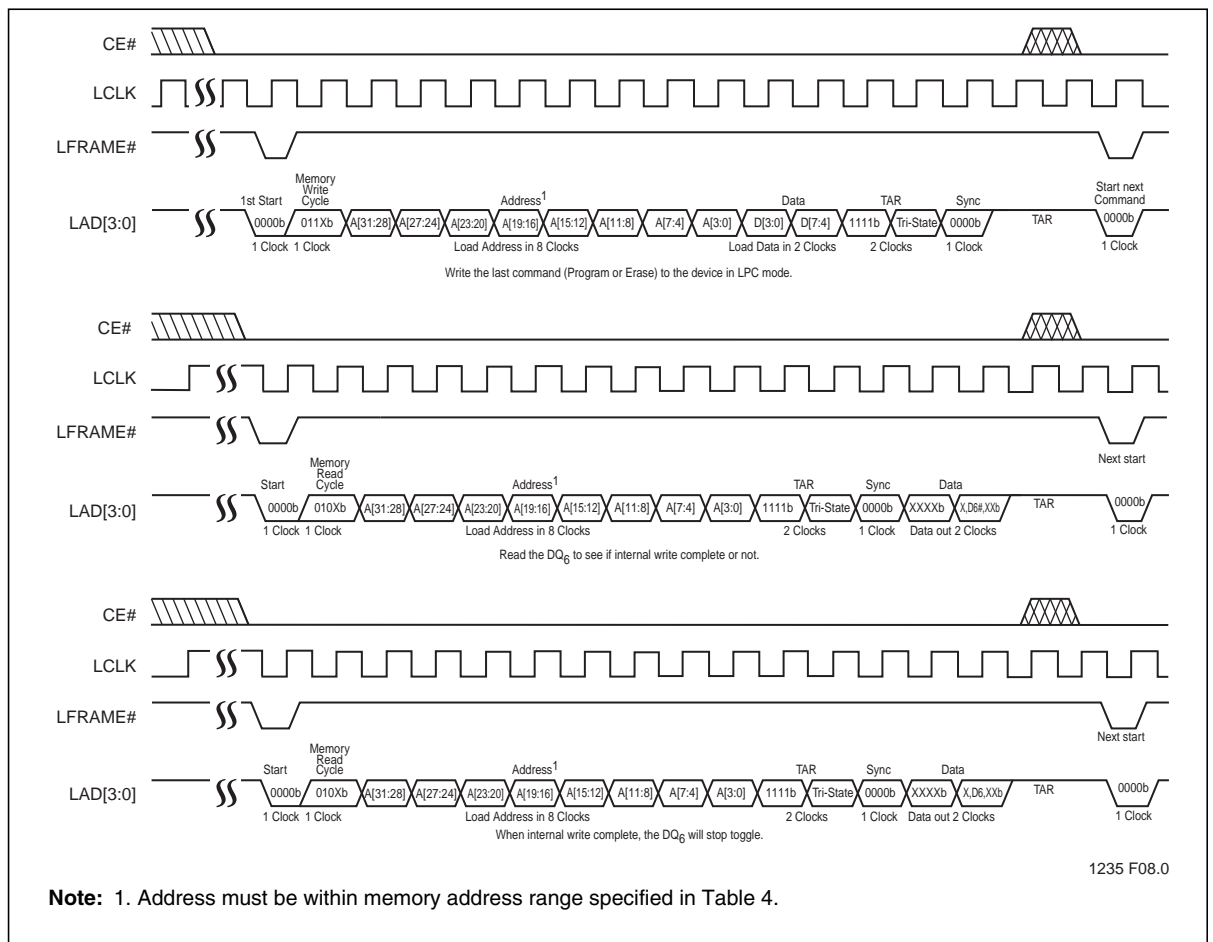 CE#
LCLK
LFRAME#
1st Start Memory Write Cycle Address1 Data TAR Sync Start next Command
LAD[3:0] 0000b 011Xb A[31:28] A[27:24] A[23:20] A[19:16] A[15:12] A[11:8] A[7:4] A[3:0] D[3:0] D[7:4] 1111b Tri-State 0000b TAR 0000b
1 Clock 1 Clock Load Address in 8 Clocks Load Data in 2 Clocks 2 Clocks 1 Clock 1 Clock
Write the last command (Program or Erase) to the device in LPC mode.
CE#
LCLK
LFRAME#
Next start
Start Memory Read Cycle Address1 TAR Sync Data
LAD[3:0] 0000b 010Xb A[31:28] A[27:24] A[23:20] A[19:16] A[15:12] A[11:8] A[7:4] A[3:0] 1111b Tri-State 0000b XXXXb X,D6#,XXb TAR 0000b
1 Clock 1 Clock Load Address in 8 Clocks 2 Clocks 1 Clock Data out 2 Clocks 1 Clock
Read the DQ6 to see if internal write complete or not.
CE#
LCLK
LFRAME#
Next start
Start Memory Read Cycle Address1 TAR Sync Data
LAD[3:0] 0000b 010Xb A[31:28] A[27:24] A[23:20] A[19:16] A[15:12] A[11:8] A[7:4] A[3:0] 1111b Tri-State 0000b XXXXb X,D6,XXb TAR 0000b
1 Clock 1 Clock Load Address in 8 Clocks 2 Clocks 1 Clock Data out 2 Clocks 1 Clock
When internal write complete, the DQ6 will stop toggle.
1235 F08.0
Note: 1. Address must be within memory address range specified in Table 4.